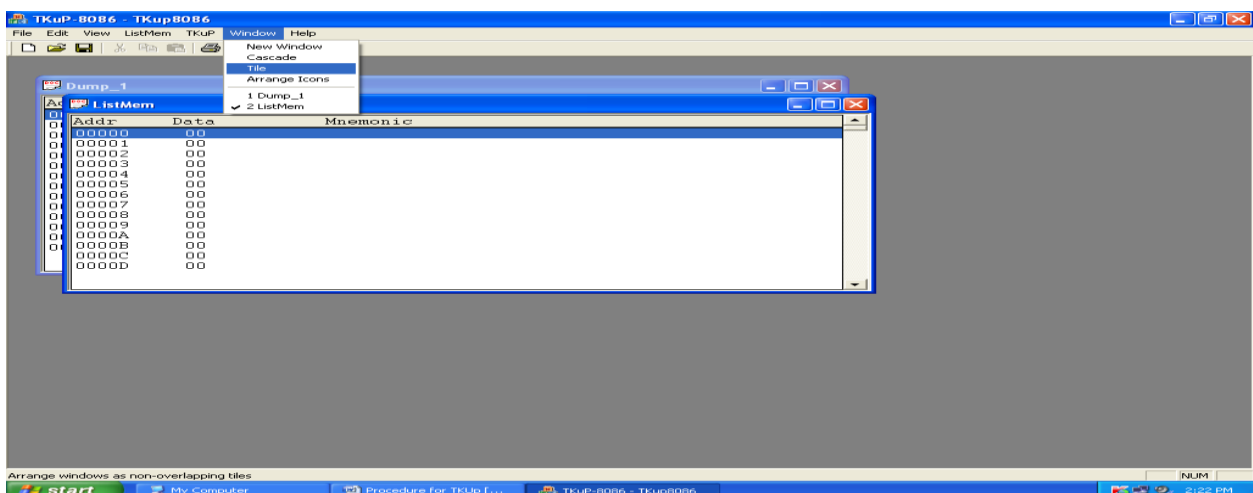 TKuP-8086 - TKup8086
File Edit View ListMem TKuP Window Help
New Window
Cascade
Tile
Arrange Icons
1 Dump_1
2 ListMem
Dump_1
ListMem
Addr Data Mnemonic
00000 00
00001 00
00002 00
00003 00
00004 00
00005 00
00006 00
00007 00
00008 00
00009 00
0000A 00
0000B 00
0000C 00
0000D 00
Arrange windows as non-overlapping tiles NUM
start My Computer Procedure for TKUp [... TKuP-8086 - TKup8086 2:22 PM